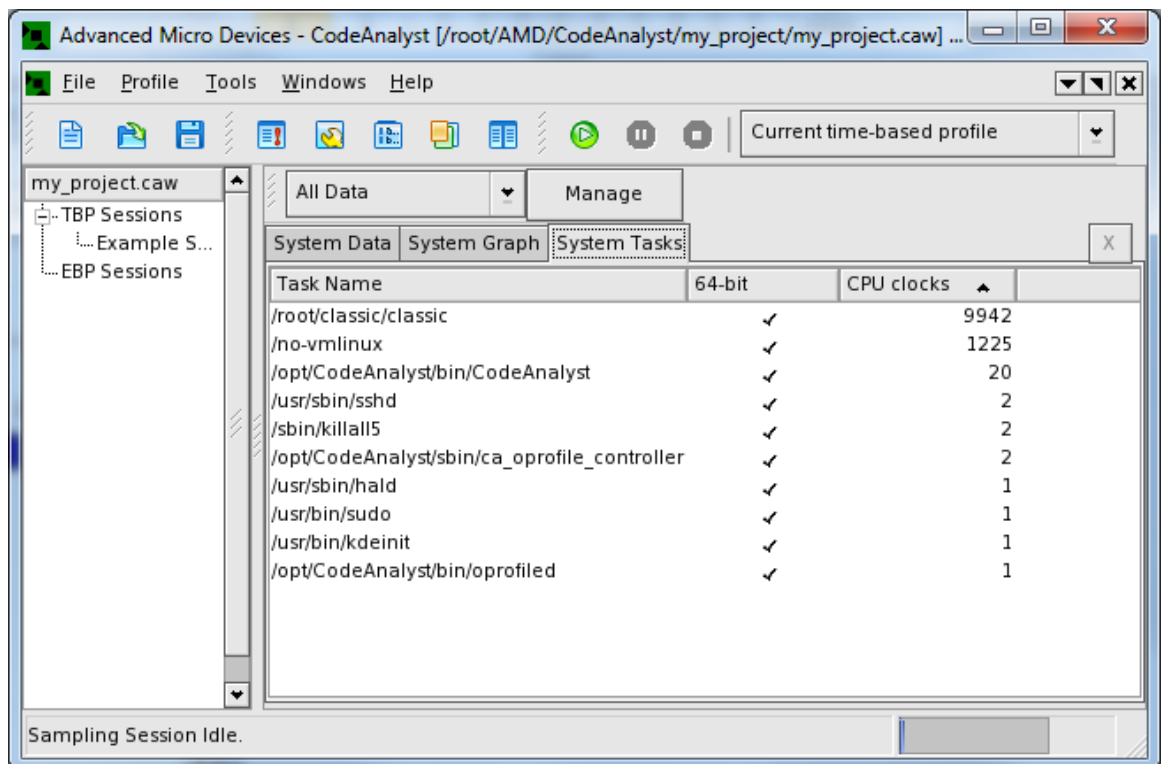 Advanced Micro Devices - CodeAnalyst [/root/AMD/CodeAnalyst/my_project/my_project.caw] ...
File Profile Tools Windows Help
Current time-based profile
my_project.caw
TBP Sessions
Example S...
EBP Sessions
All Data Manage
System Data System Graph System Tasks X
Task Name 64-bit CPU clocks
/root/classic/classic ✓ 9942
/no-vmlinux ✓ 1225
/opt/CodeAnalyst/bin/CodeAnalyst ✓ 20
/usr/sbin/sshd ✓ 2
/sbin/killall5 ✓ 2
/opt/CodeAnalyst/sbin/ca_oprofile_controller ✓ 2
/usr/sbin/hald ✓ 1
/usr/bin/sudo ✓ 1
/usr/bin/kdeinit ✓ 1
/opt/CodeAnalyst/bin/oprofiled ✓ 1
Sampling Session Idle.